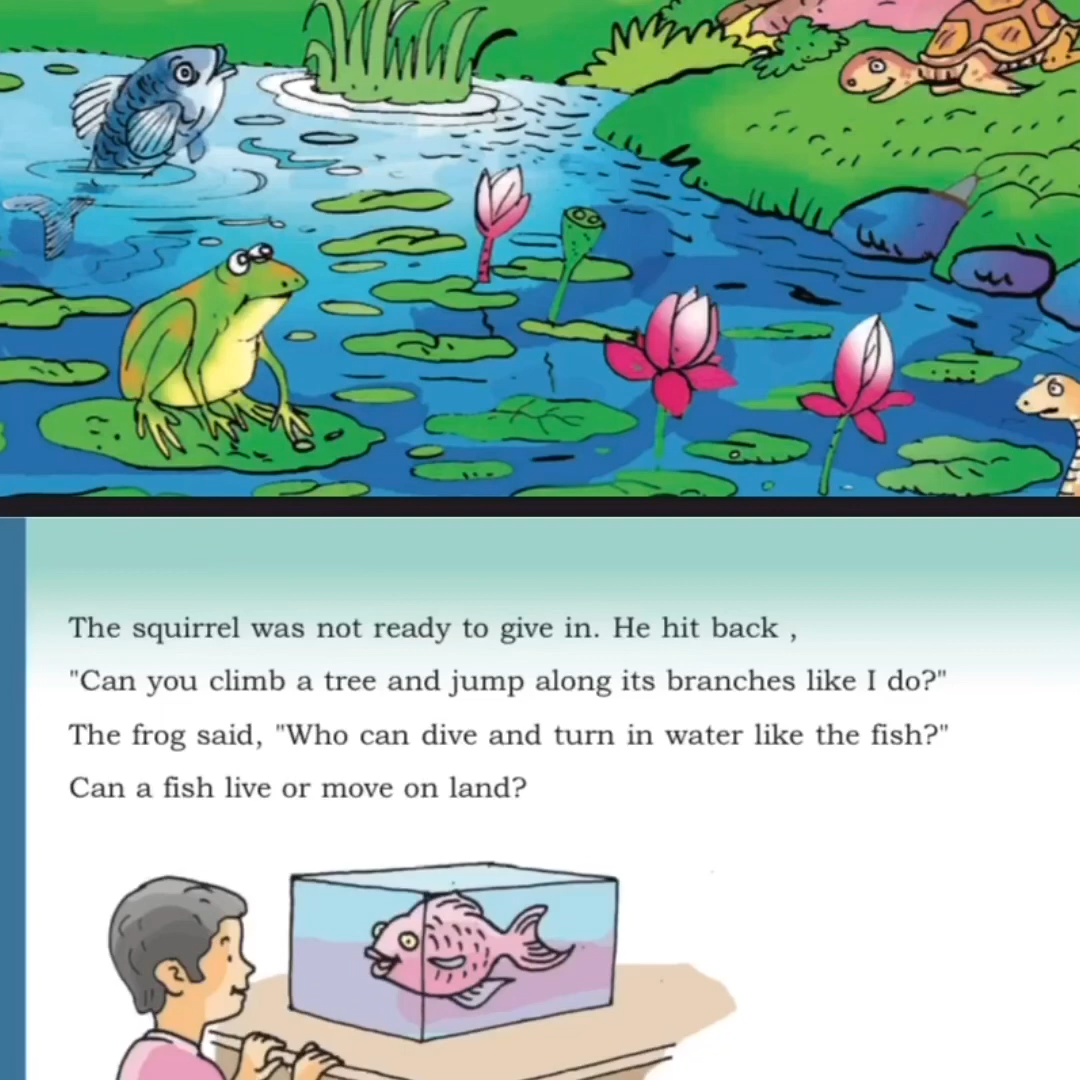 The squirrel was not ready to give in. He hit back ,
"Can you climb a tree and jump along its branches like I do?"
The frog said, "Who can dive and turn in water like the fish?"
Can a fish live or move on land?